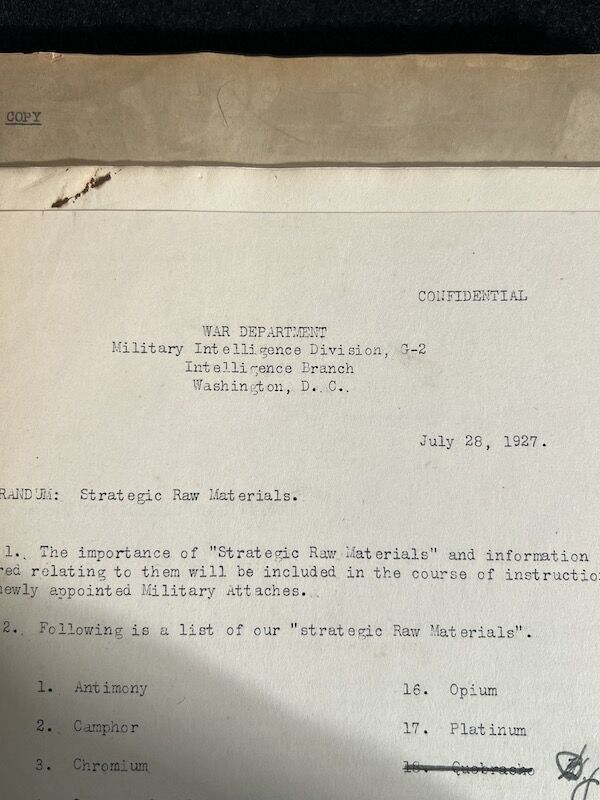 COPY
CONFIDENTIAL
WAR DEPARTMENT
Military Intelligence Division, G-2
Intelligence Branch
Washington, D. C.
July 28, 1927.
RANDUM: Strategic Raw Materials.
1. The importance of "Strategic Raw Materials" and information
red relating to them will be included in the course of instructio
newly appointed Military Attaches.
2. Following is a list of our "strategic Raw Materials".
1. Antimony 16. Opium
2. Camphor 17. Platinum
3. Chromium 18. Quebracho